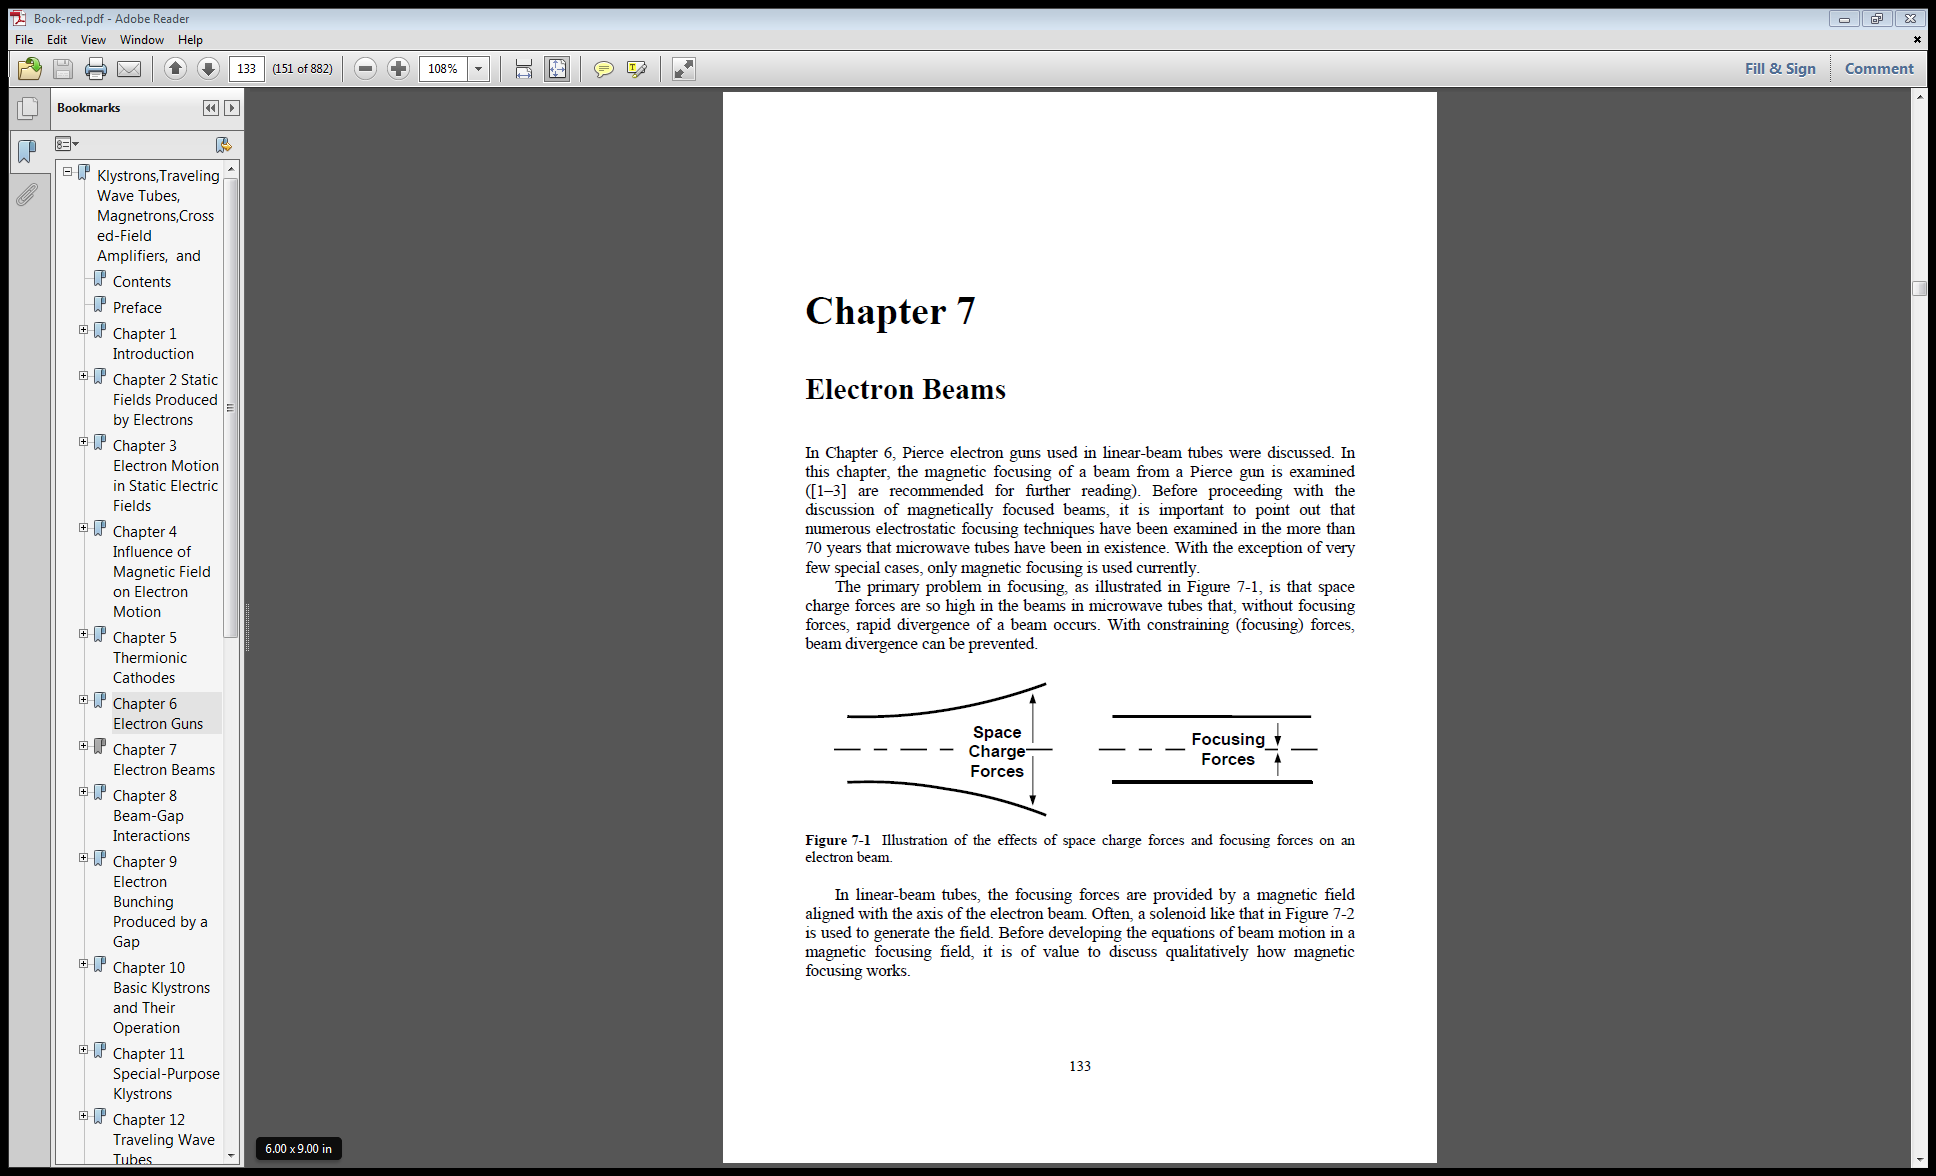 Book-red.pdf - Adobe Reader
File Edit View Window Help
133 (151 of 882) 108% Fill & Sign Comment
Bookmarks
Klystrons,Traveling
Wave Tubes,
Magnetrons,Cross
ed-Field
Amplifiers, and
Contents
Preface
Chapter 1
Introduction
Chapter 2 Static
Fields Produced
by Electrons
Chapter 3
Electron Motion
in Static Electric
Fields
Chapter 4
Influence of
Magnetic Field
on Electron
Motion
Chapter 5
Thermionic
Cathodes
Chapter 6
Electron Guns
Chapter 7
Electron Beams
Chapter 8
Beam-Gap
Interactions
Chapter 9
Electron
Bunching
Produced by a
Gap
Chapter 10
Basic Klystrons
and Their
Operation
Chapter 11
Special-Purpose
Klystrons
Chapter 12
Traveling Wave
Tubes
6.00 x 9.00 in
Chapter 7
Electron Beams
In Chapter 6, Pierce electron guns used in linear-beam tubes were discussed. In
this chapter, the magnetic focusing of a beam from a Pierce gun is examined
([1–3] are recommended for further reading). Before proceeding with the
discussion of magnetically focused beams, it is important to point out that
numerous electrostatic focusing techniques have been examined in the more than
70 years that microwave tubes have been in existence. With the exception of very
few special cases, only magnetic focusing is used currently.
The primary problem in focusing, as illustrated in Figure 7-1, is that space
charge forces are so high in the beams in microwave tubes that, without focusing
forces, rapid divergence of a beam occurs. With constraining (focusing) forces,
beam divergence can be prevented.
Space
Charge
Forces
Focusing
Forces
Figure 7-1 Illustration of the effects of space charge forces and focusing forces on an
electron beam.
In linear-beam tubes, the focusing forces are provided by a magnetic field
aligned with the axis of the electron beam. Often, a solenoid like that in Figure 7-2
is used to generate the field. Before developing the equations of beam motion in a
magnetic focusing field, it is of value to discuss qualitatively how magnetic
focusing works.
133